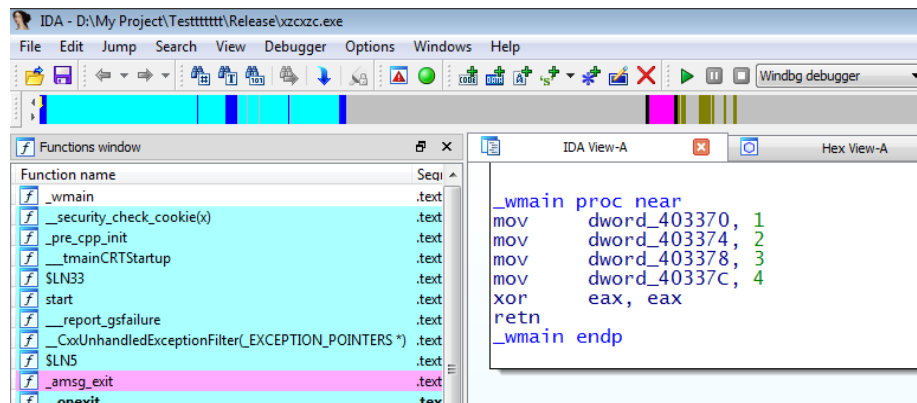 IDA - D:\My Project\Testttttttt\Release\xzcxzc.exe
File Edit Jump Search View Debugger Options Windows Help
Windbg debugger
Functions window
IDA View-A
Hex View-A
Function name
_wmain .text
__security_check_cookie(x) .text
_pre_cpp_init .text
___tmainCRTStartup .text
$LN33 .text
start .text
___report_gsfailure .text
__CxxUnhandledExceptionFilter(_EXCEPTION_POINTERS *) .text
$LN5 .text
_amsg_exit .text
_wmain proc near
mov dword_403370, 1
mov dword_403374, 2
mov dword_403378, 3
mov dword_40337C, 4
xor eax, eax
retn
_wmain endp